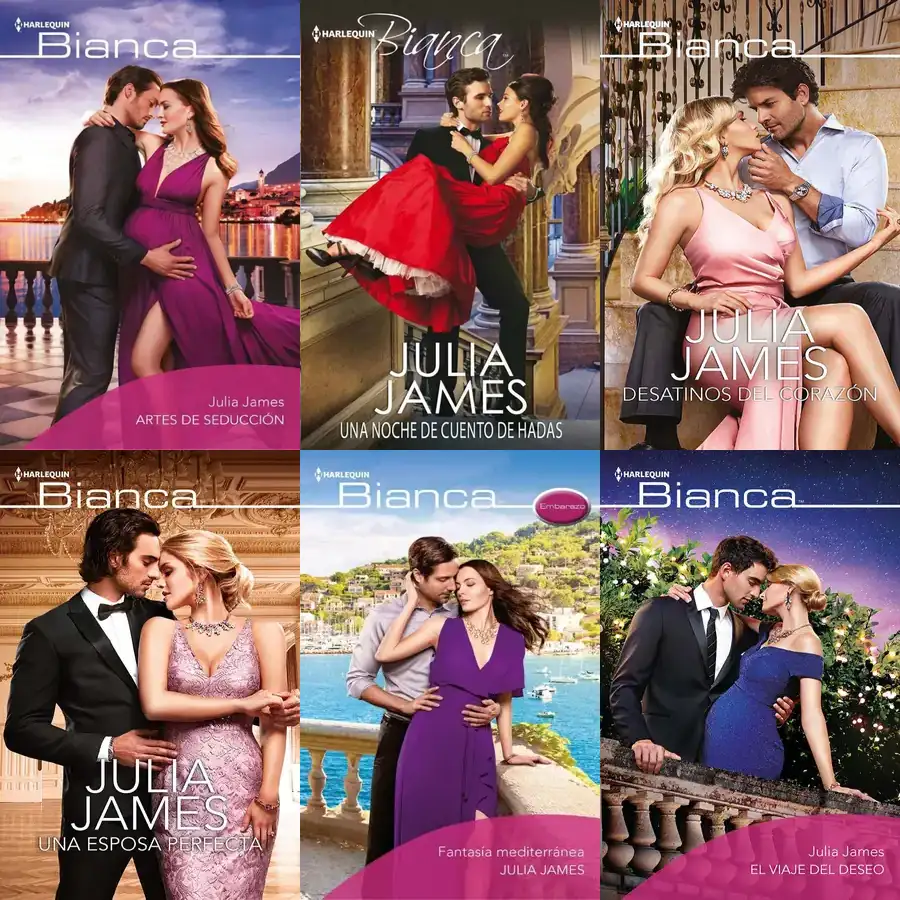 HARLEQUIN
Bianca
Julia James
ARTES DE SEDUCCIÓN
HARLEQUIN
Bianca
JULIA
JAMES
UNA NOCHE DE CUENTO DE HADAS
HARLEQUIN
Bianca
JULIA
JAMES
DESATINOS DEL CORAZÓN
HARLEQUIN
Bianca
JULIA
JAMES
UNA ESPOSA PERFECTA
HARLEQUIN
Bianca
Embarazo
Fantasía mediterránea
JULIA JAMES
HARLEQUIN
Bianca™
Julia James
EL VIAJE DEL DESEO